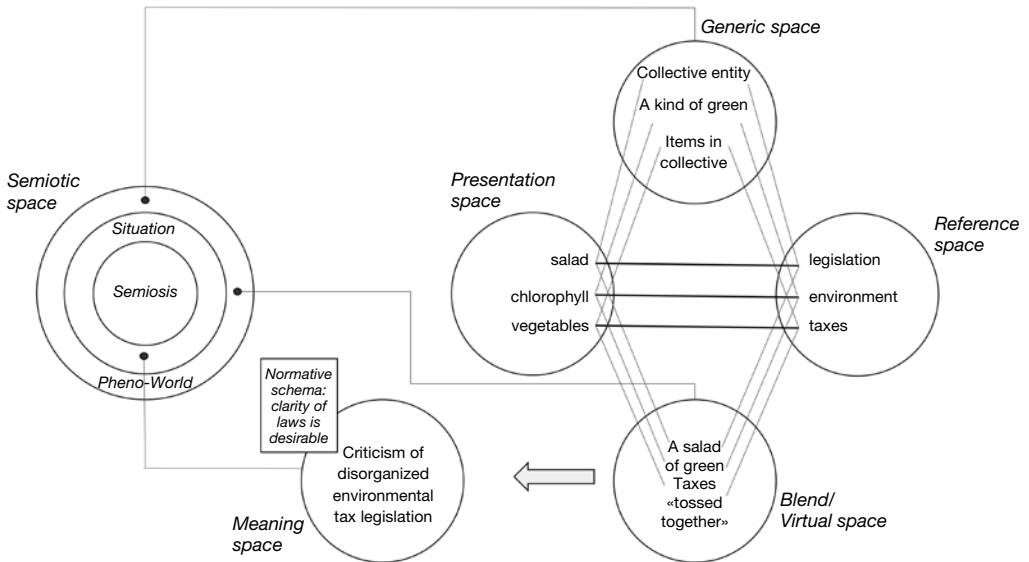 Generic space
Collective entity
A kind of green
Items in
collective
Semiotic
space
Situation
Semiosis
Pheno-World
Presentation
space
salad
chlorophyll
vegetables
Reference
space
legislation
environment
taxes
Normative
schema:
clarity of
laws is
desirable
Criticism of
disorganized
environmental
tax legislation
Meaning
space
A salad
of green
Taxes
«tossed
together»
Blend/
Virtual space